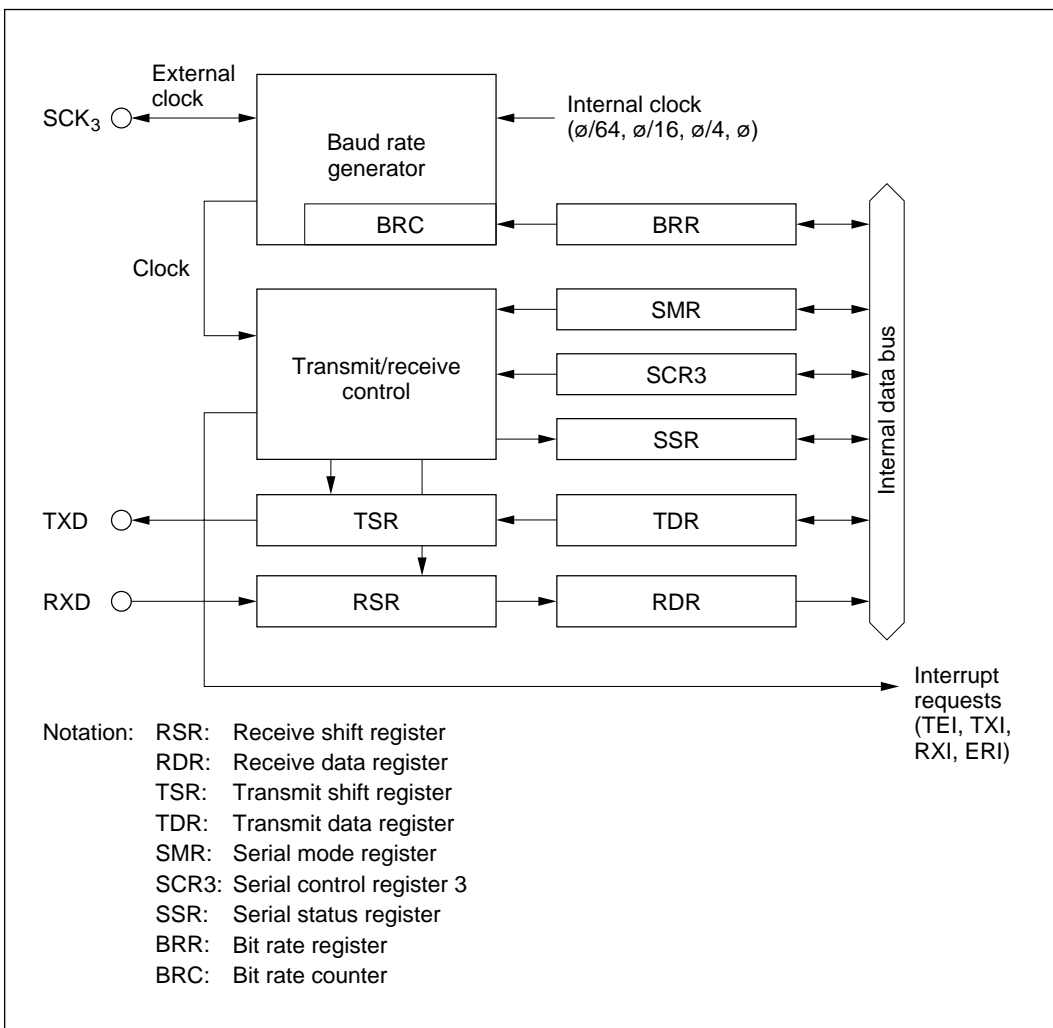 External
clock
SCK3
Internal clock
(ø/64, ø/16, ø/4, ø)
Baud rate
generator
BRC
BRR
Clock
SMR
Transmit/receive
control
SCR3
SSR
Internal data bus
TXD
TSR
TDR
RXD
RSR
RDR
Interrupt
requests
(TEI, TXI,
RXI, ERI)
Notation: RSR: Receive shift register
RDR: Receive data register
TSR: Transmit shift register
TDR: Transmit data register
SMR: Serial mode register
SCR3: Serial control register 3
SSR: Serial status register
BRR: Bit rate register
BRC: Bit rate counter